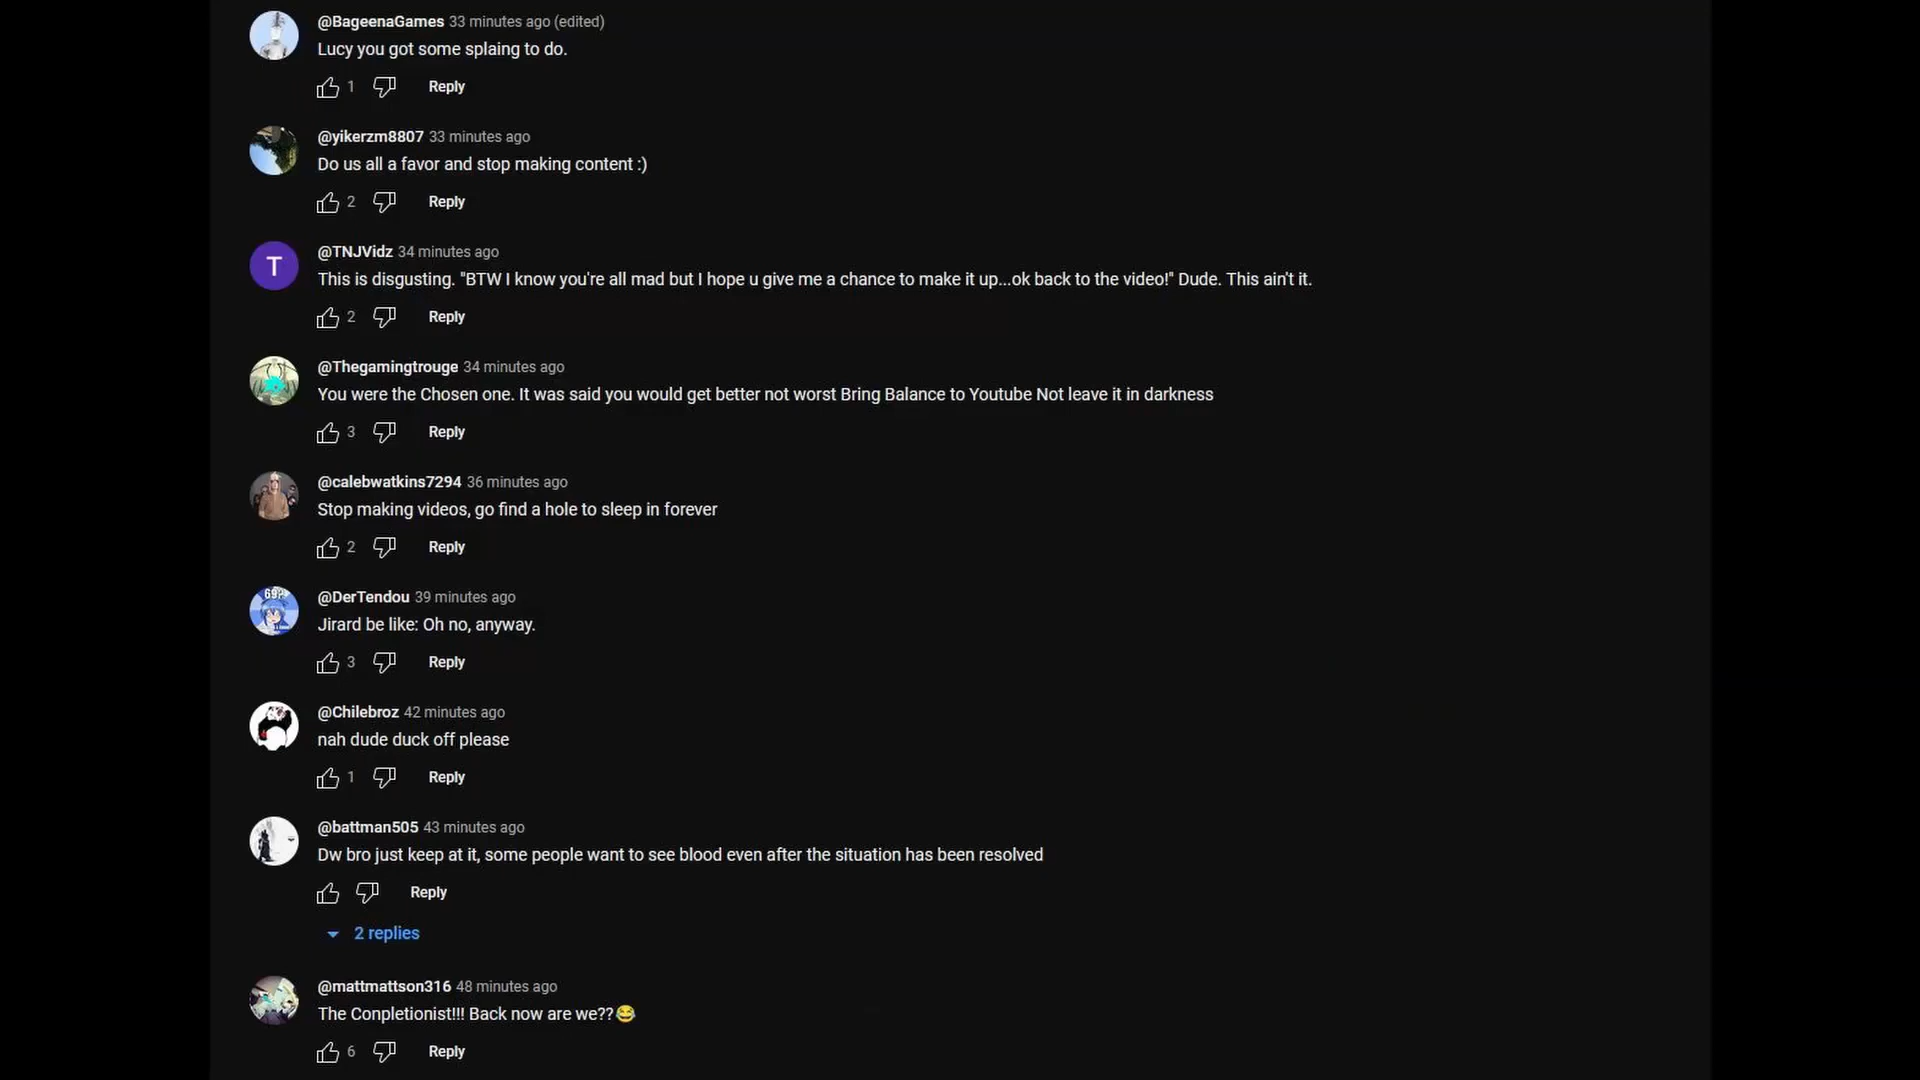 @BageenaGames 33 minutes ago (edited)
Lucy you got some splaing to do.
1 Reply
@yikerzm8807 33 minutes ago
Do us all a favor and stop making content :)
2 Reply
T
@TNJVidz 34 minutes ago
This is disgusting. "BTW I know you're all mad but I hope u give me a chance to make it up...ok back to the video!" Dude. This ain't it.
2 Reply
@Thegamingtrouge 34 minutes ago
You were the Chosen one. It was said you would get better not worst Bring Balance to Youtube Not leave it in darkness
3 Reply
@calebwatkins7294 36 minutes ago
Stop making videos, go find a hole to sleep in forever
2 Reply
69?
@DerTendou 39 minutes ago
Jirard be like: Oh no, anyway.
3 Reply
@Chilebroz 42 minutes ago
nah dude duck off please
1 Reply
@battman505 43 minutes ago
Dw bro just keep at it, some people want to see blood even after the situation has been resolved
Reply
2 replies
@mattmattson316 48 minutes ago
The Conpletionist!!! Back now are we??😂
6 Reply